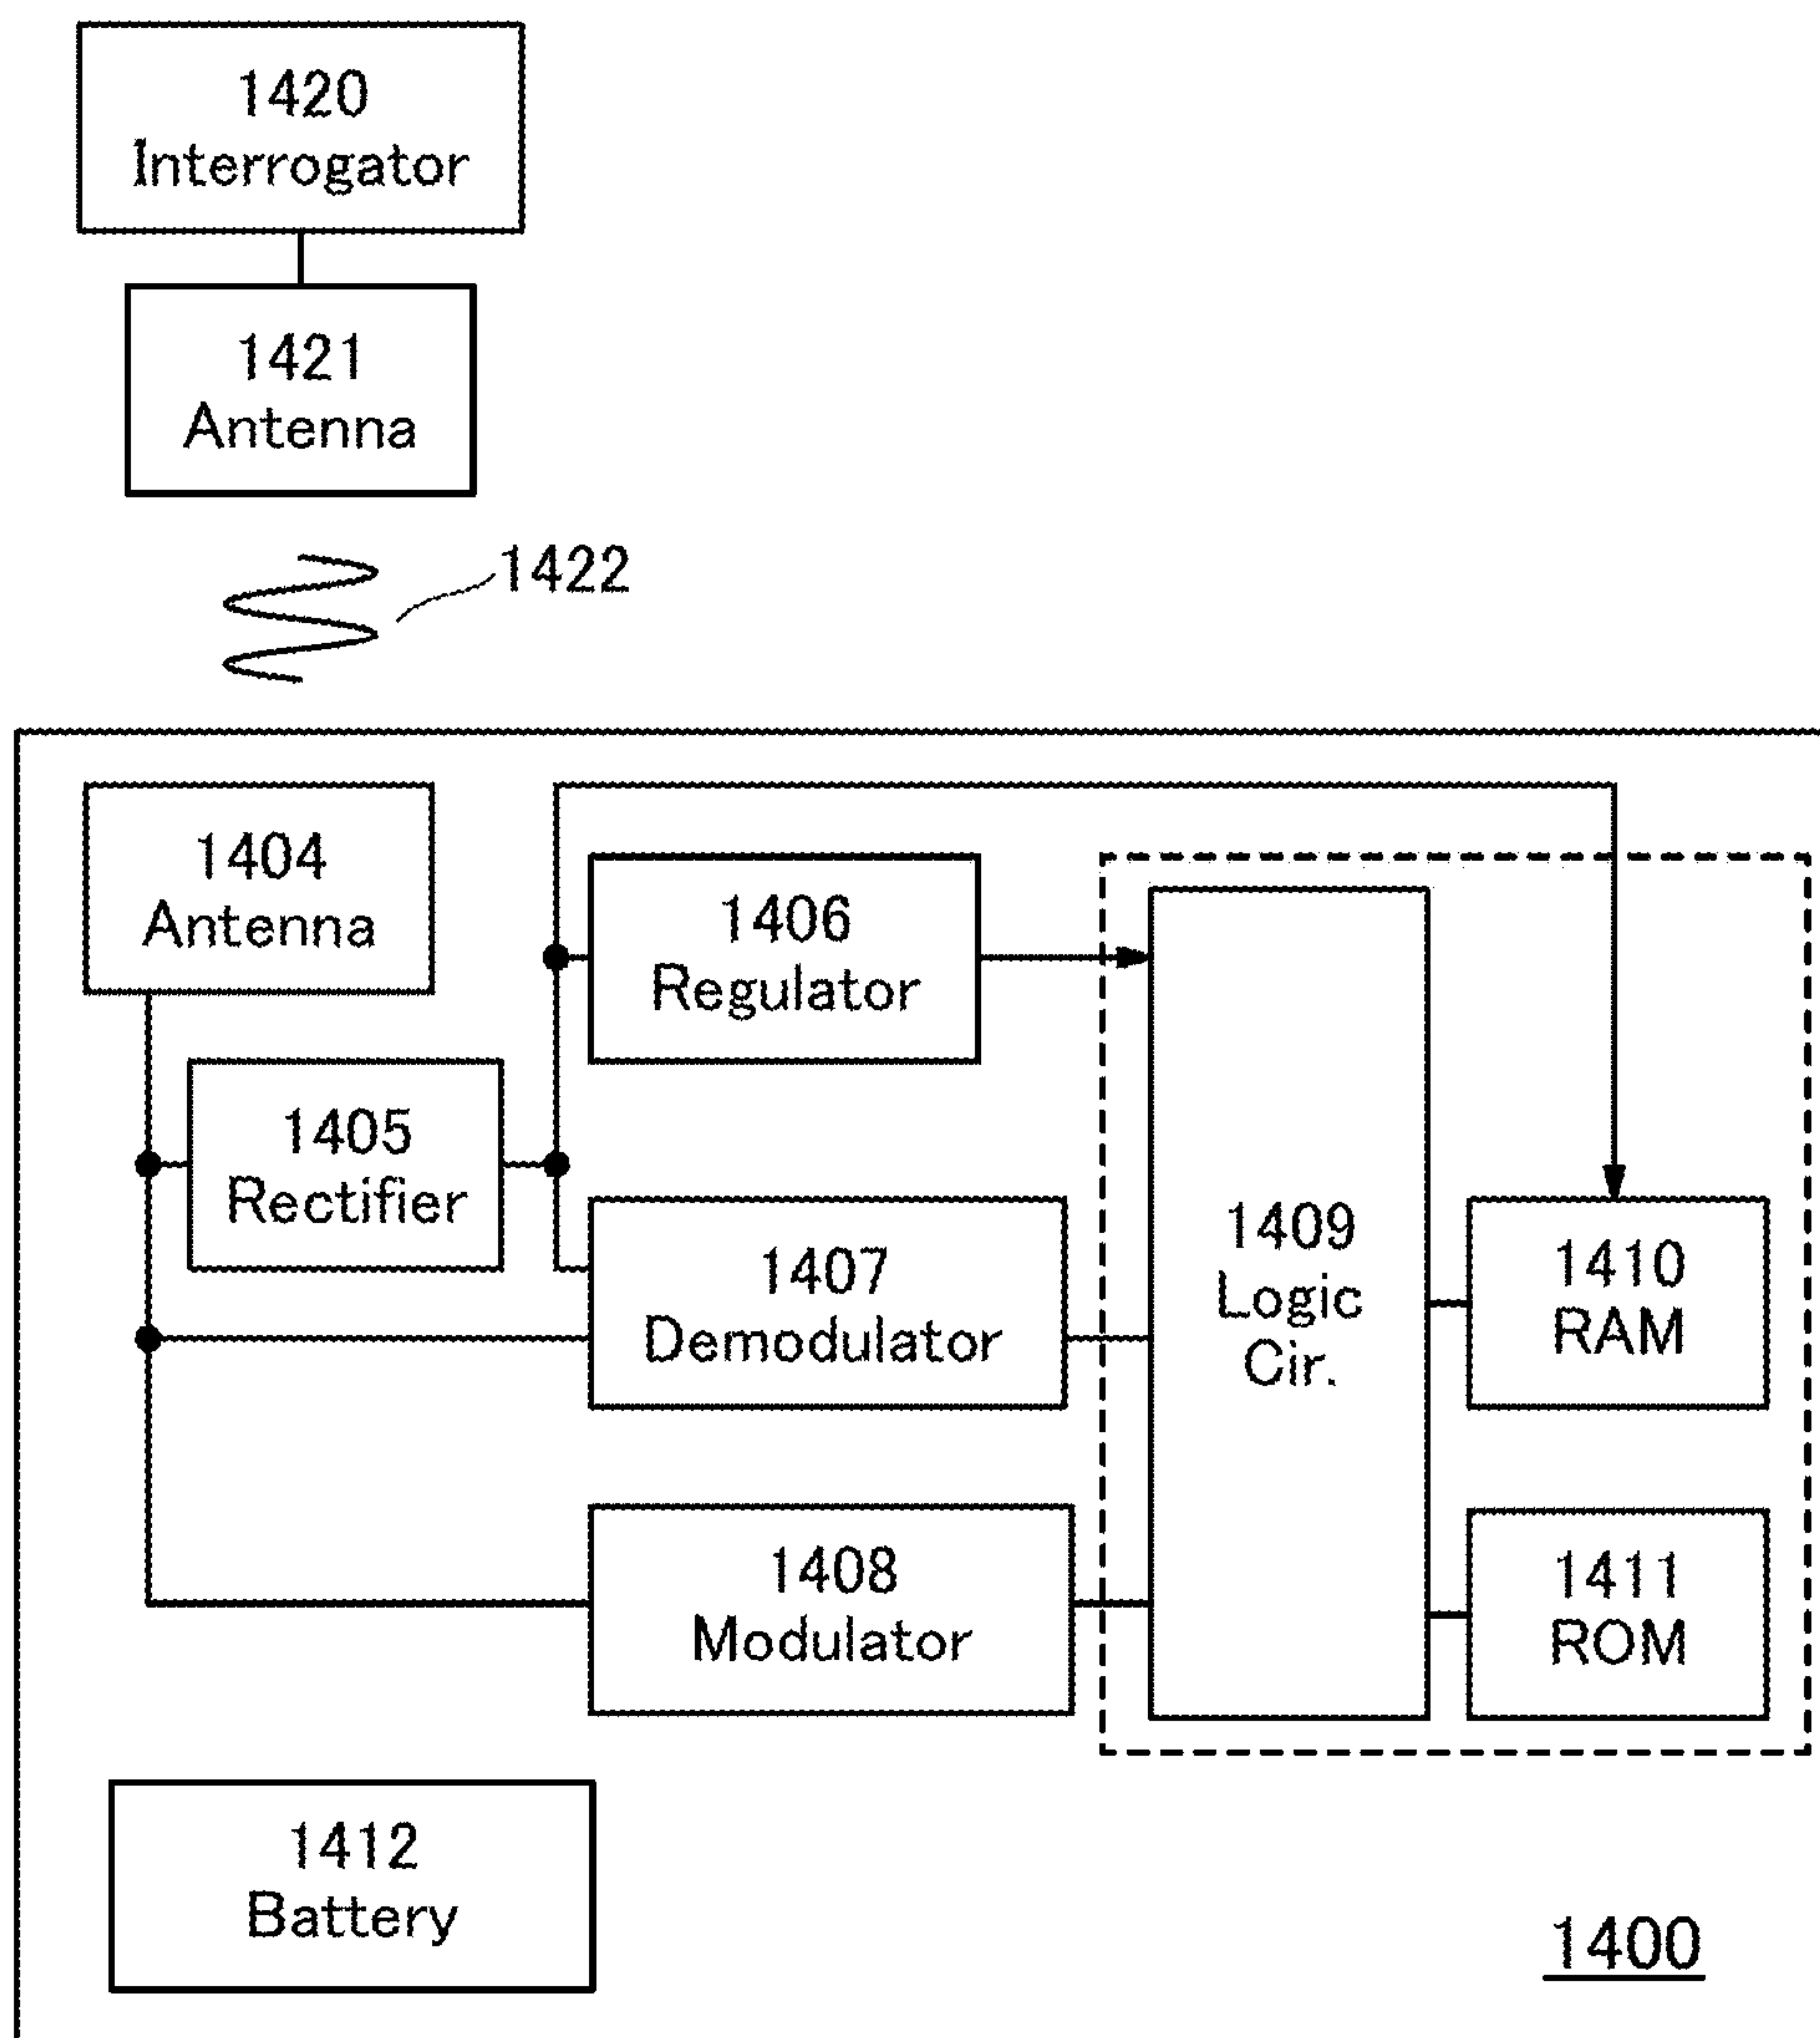 1420
Interrogator
1421
Antenna
1422
1404
Antenna
1406
Regulator
1405
Rectifier
1407
Demodulator
1409
Logic
Cir.
1410
RAM
1408
Modulator
1411
ROM
1412
Battery
1400